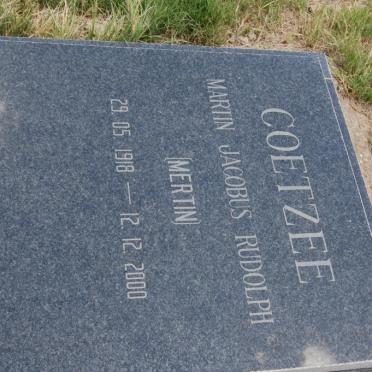 COETZEE
MARTIN JACOBUS RUDOLPH
(MERTIN)
29. 05. 1918 — 12. 12. 2000